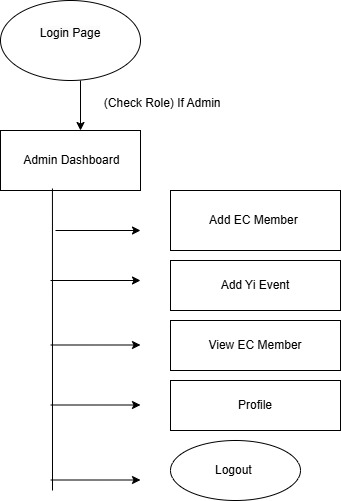 Login Page
(Check Role) If Admin
Admin Dashboard
Add EC Member
Add Yi Event
View EC Member
Profile
Logout